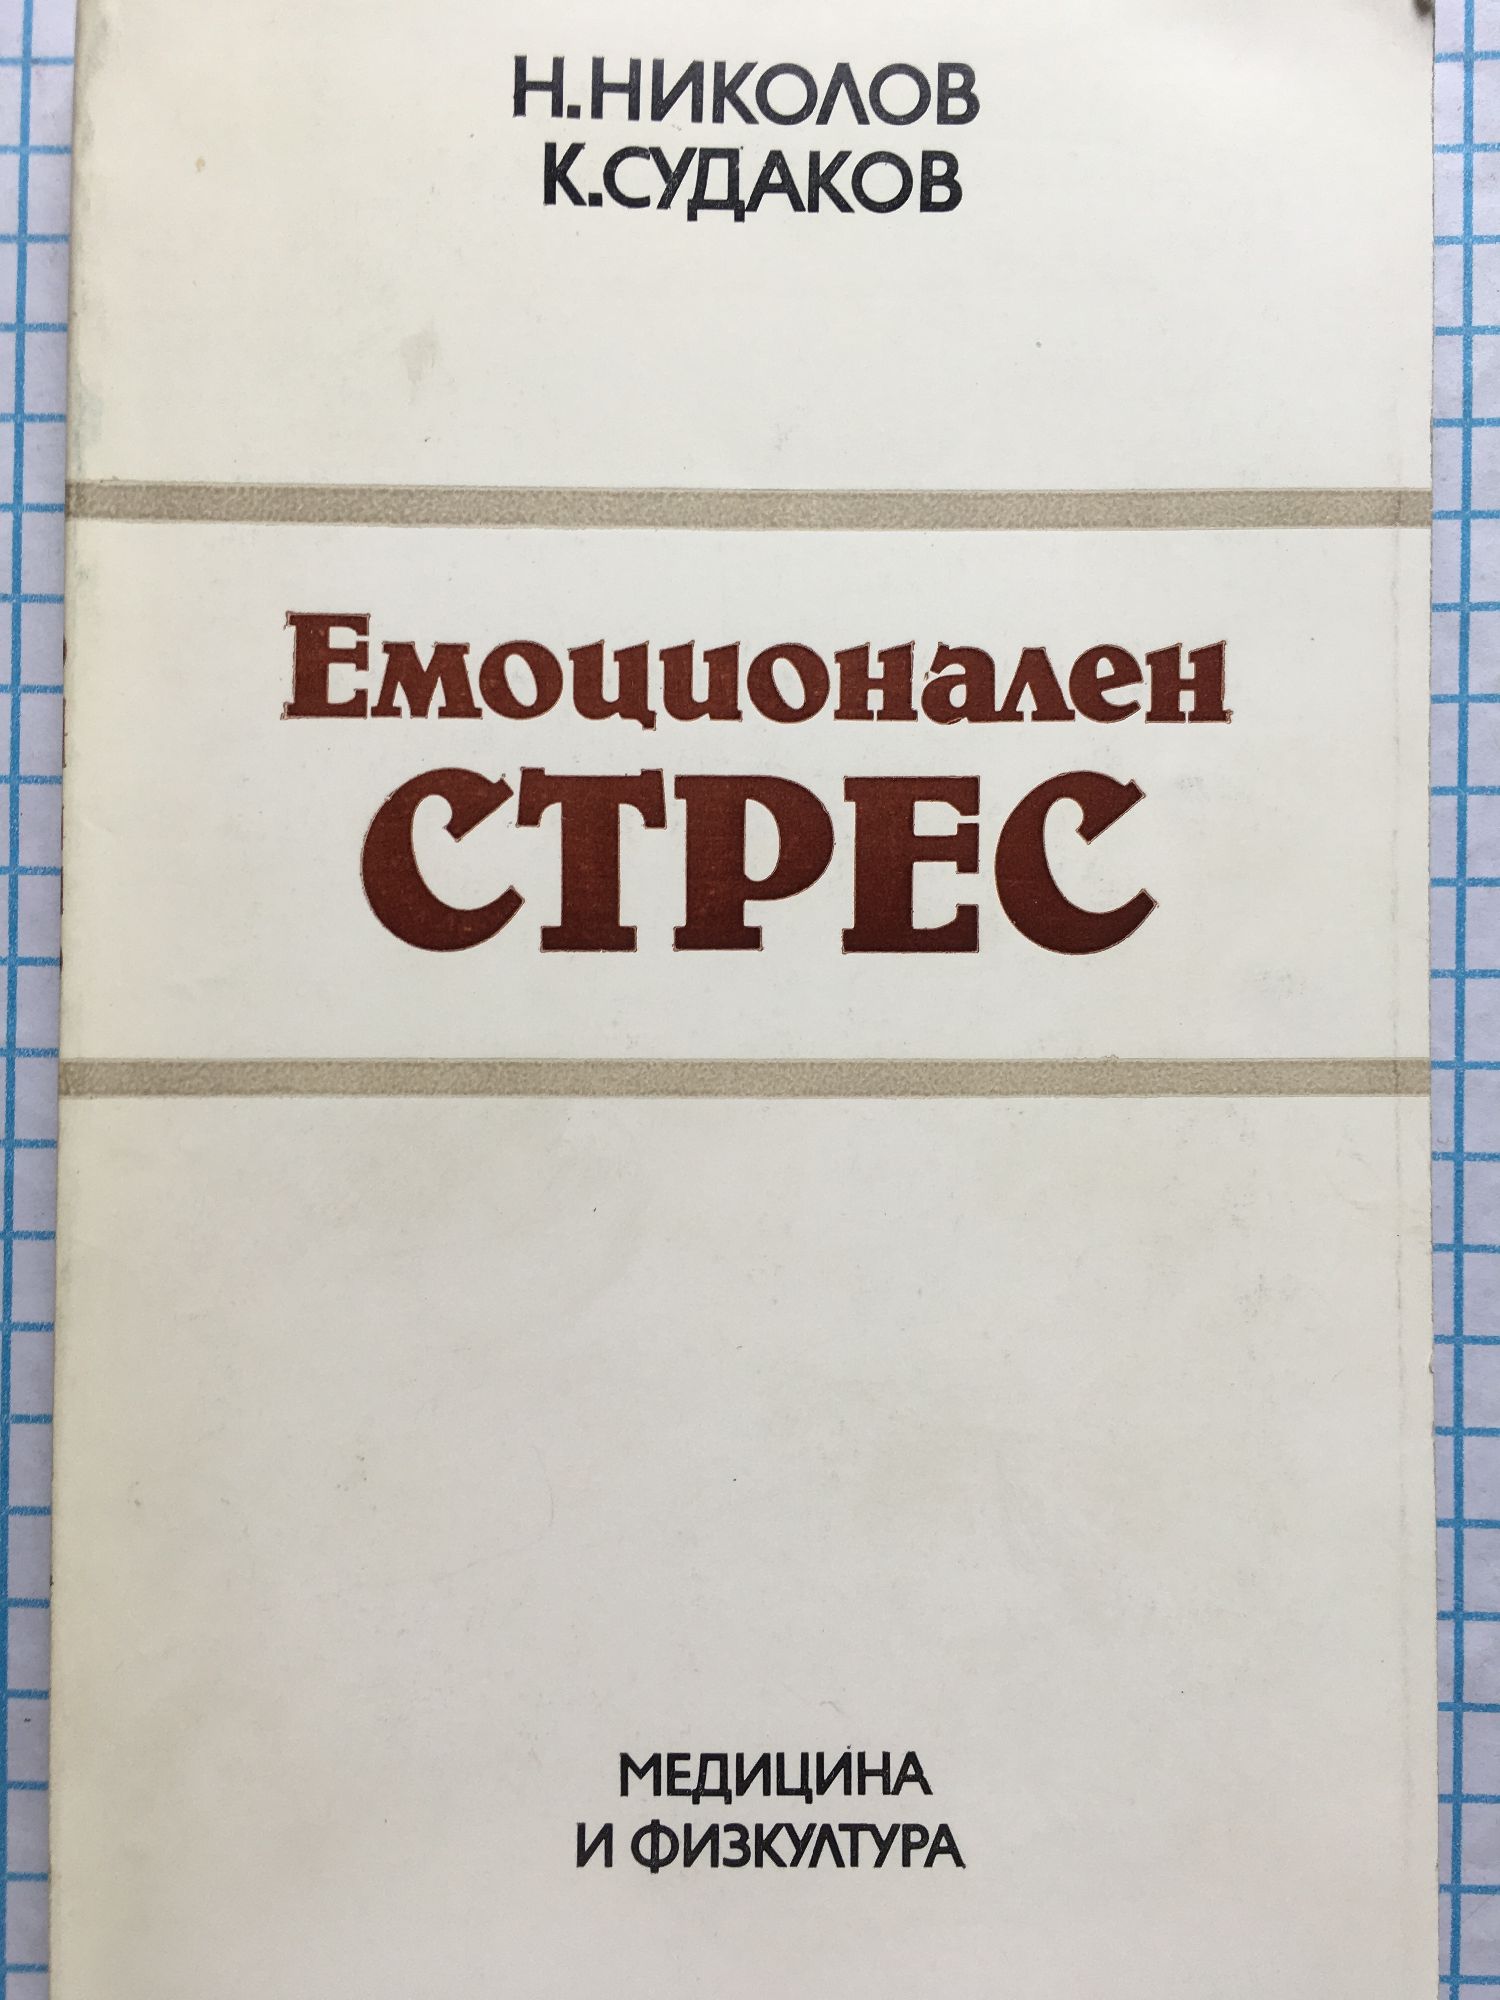 Н.НИКОЛОВ
К.СУДАКОВ
Емоционален
СТРЕС
МЕДИЦИНА
И ФИЗКУЛТУРА